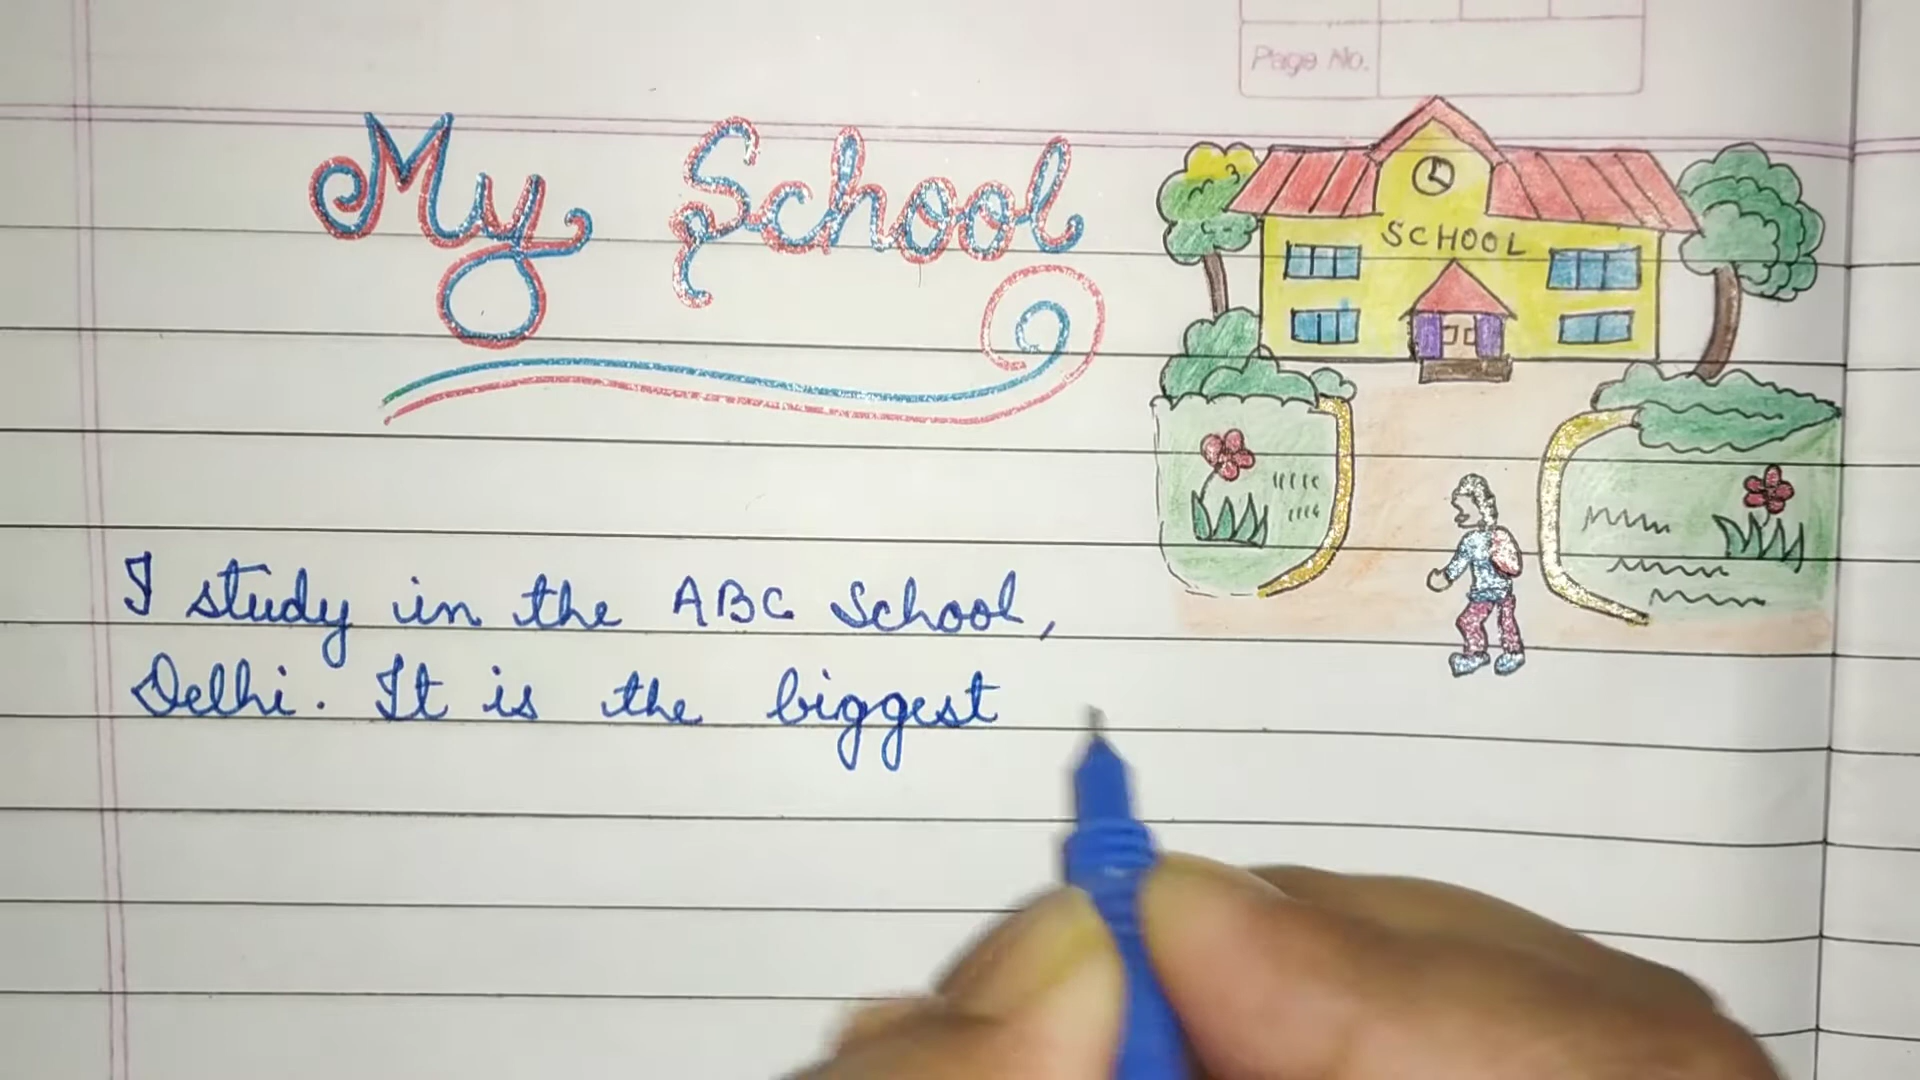 Page No.
My School
SCHOOL
I study in the ABC School,
Delhi. It is the biggest